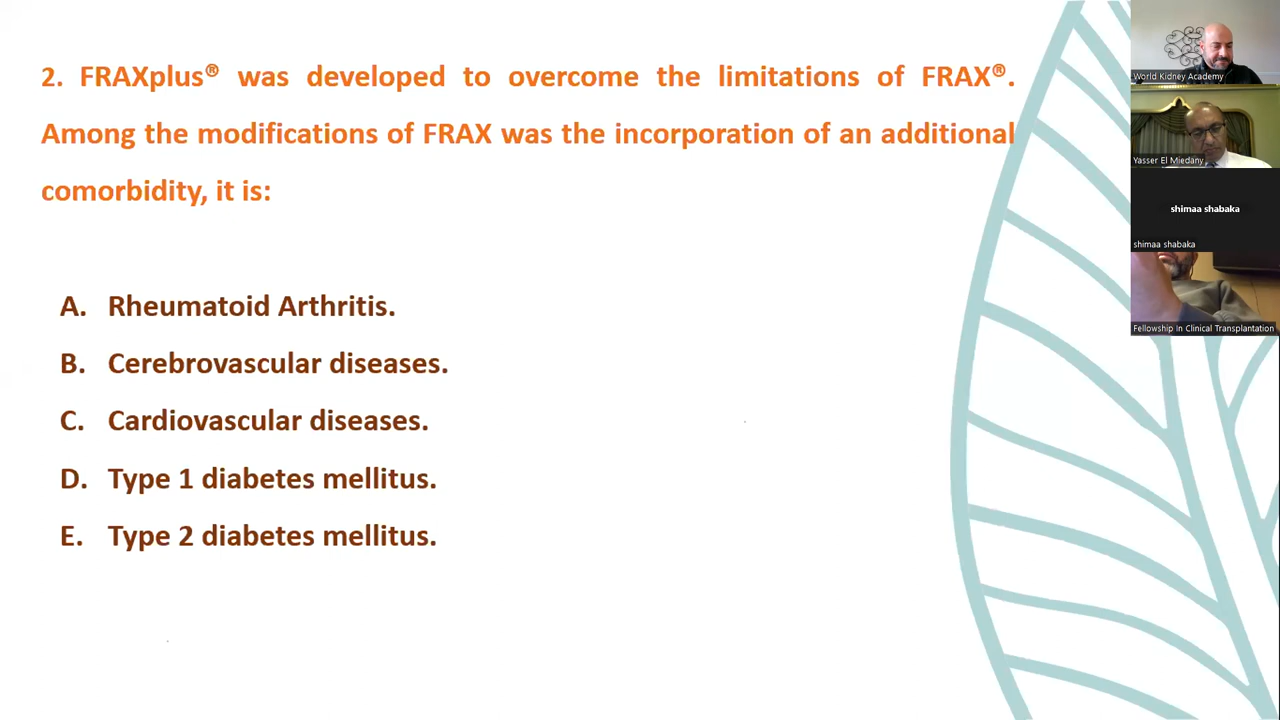 2. FRAXplus® was developed to overcome the limitations of FRAX®.
Among the modifications of FRAX was the incorporation of an additional
comorbidity, it is:
A. Rheumatoid Arthritis.
B. Cerebrovascular diseases.
C. Cardiovascular diseases.
D. Type 1 diabetes mellitus.
E. Type 2 diabetes mellitus.
World Kidney Academy
Yasser El Miedany
shimaa shabaka
shimaa shabaka
Fellowship In Clinical Transplantation